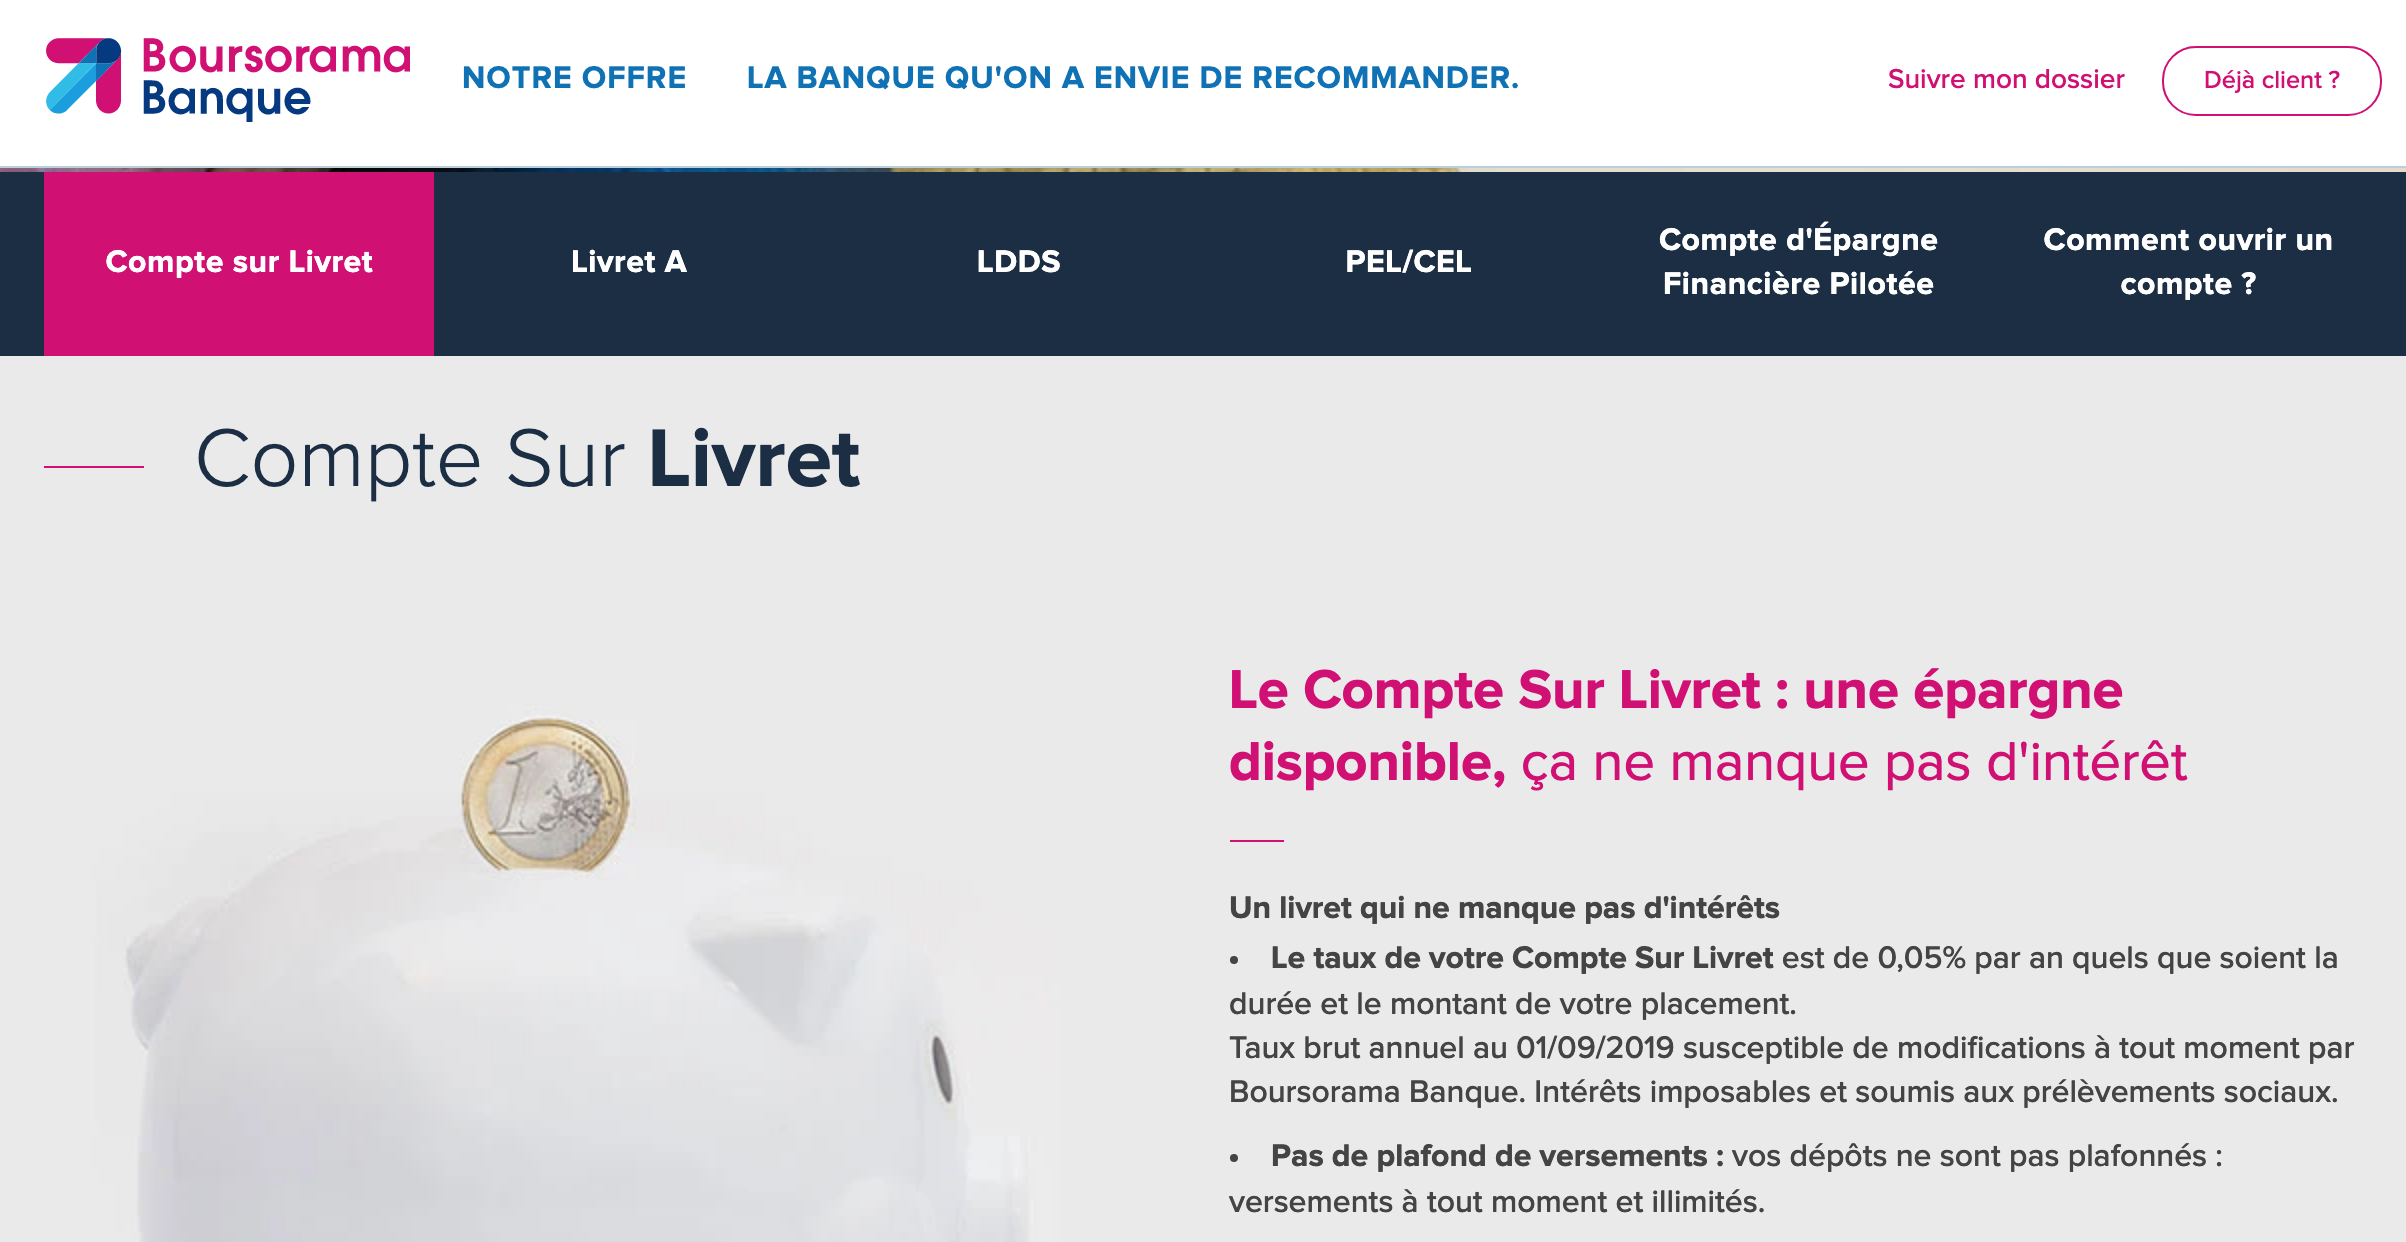 Boursorama
Banque
NOTRE OFFRE
LA BANQUE QU'ON A ENVIE DE RECOMMANDER.
Suivre mon dossier
Déjà client ?
Compte sur Livret
Livret A
LDDS
PEL/CEL
Compte d'Épargne
Financière Pilotée
Comment ouvrir un
compte ?
Compte Sur Livret
1
Le Compte Sur Livret : une épargne
disponible, ça ne manque pas d'intérêt
Un livret qui ne manque pas d'intérêts
• Le taux de votre Compte Sur Livret est de 0,05% par an quels que soient la
durée et le montant de votre placement.
Taux brut annuel au 01/09/2019 susceptible de modifications à tout moment par
Boursorama Banque. Intérêts imposables et soumis aux prélèvements sociaux.
• Pas de plafond de versements : vos dépôts ne sont pas plafonnés :
versements à tout moment et illimités.